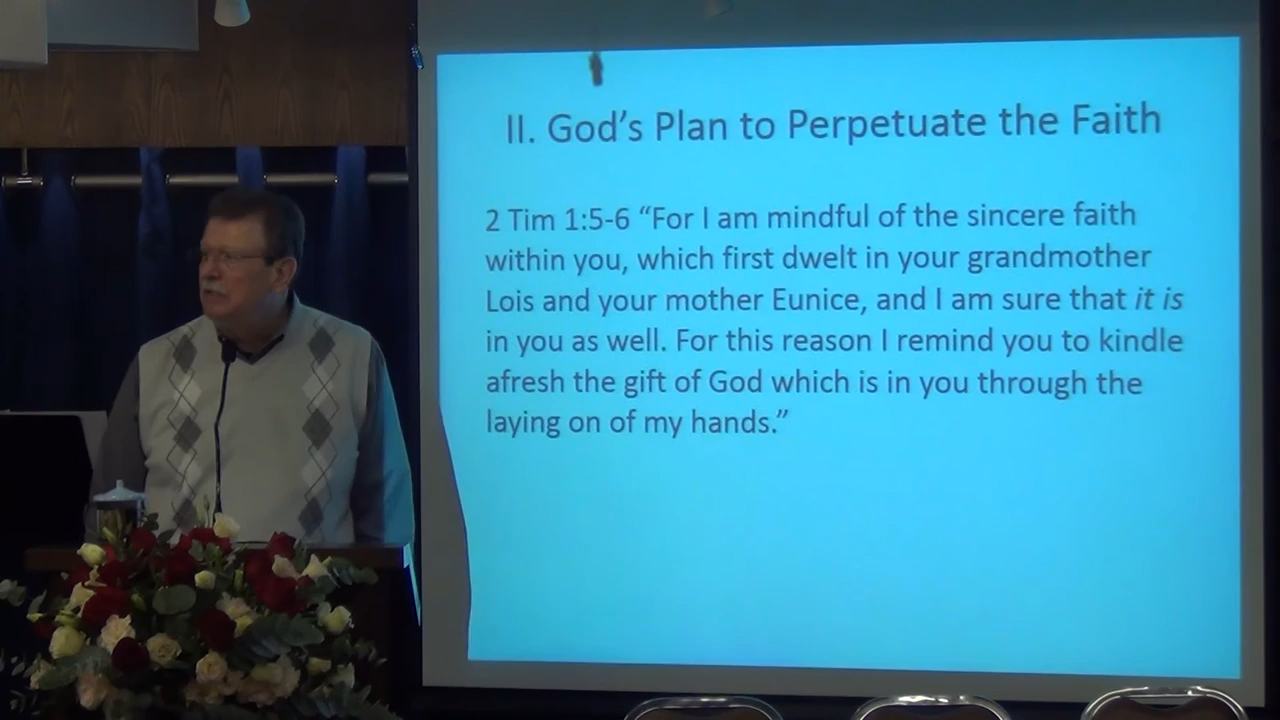 II. God’s Plan to Perpetuate the Faith
2 Tim 1:5-6 “For I am mindful of the sincere faith
within you, which first dwelt in your grandmother
Lois and your mother Eunice, and I am sure that it is
in you as well. For this reason I remind you to kindle
afresh the gift of God which is in you through the
laying on of my hands.”